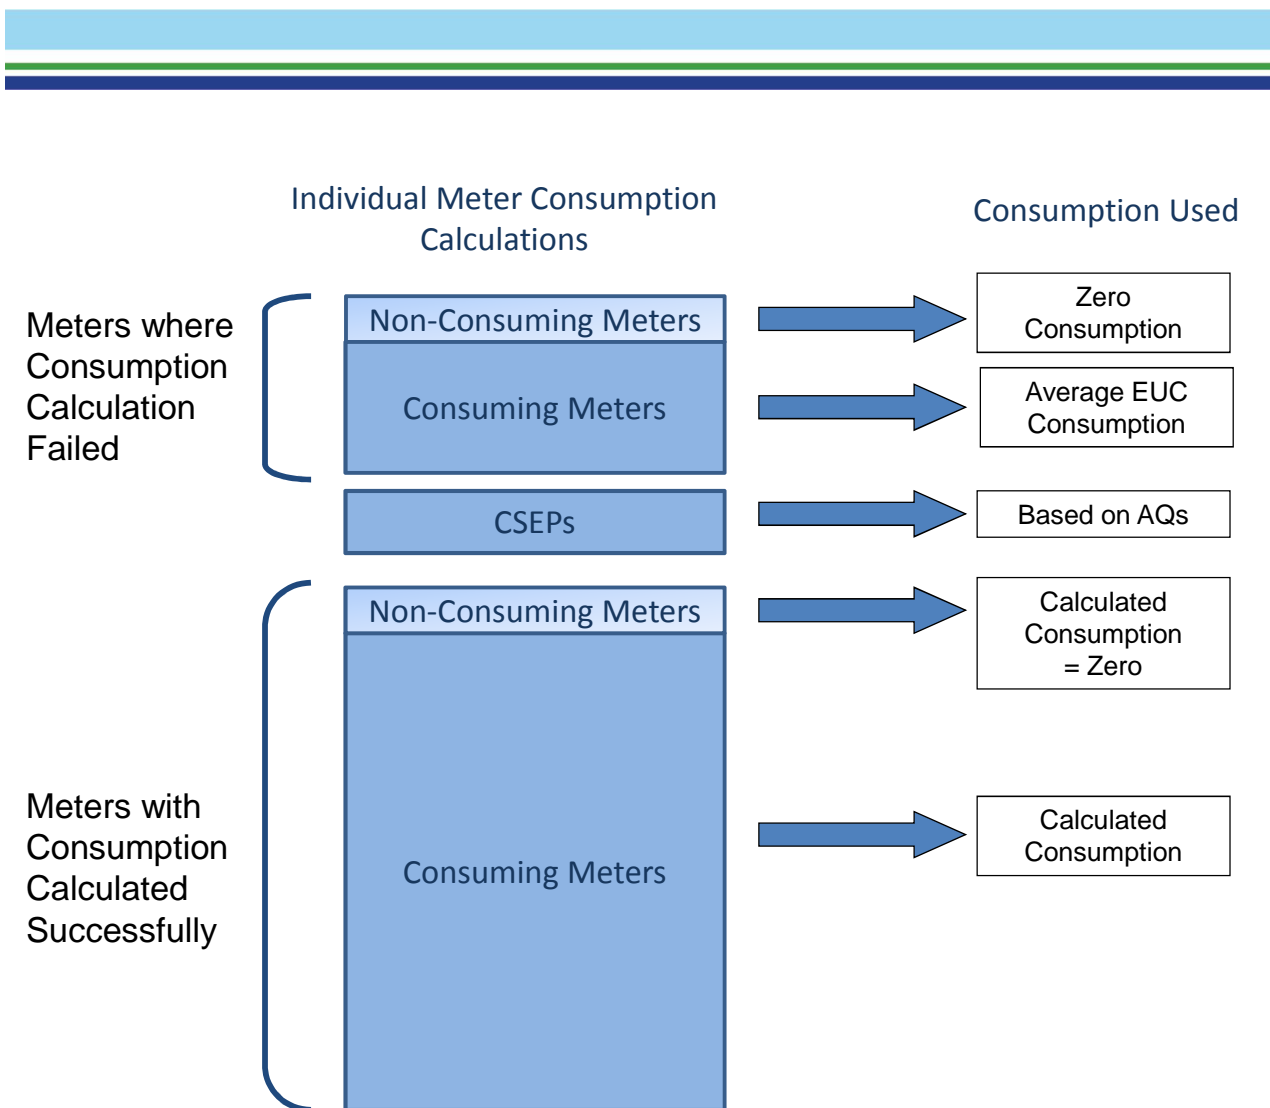 Individual Meter Consumption
Calculations
Consumption Used
Meters where
Consumption
Calculation
Failed
Non-Consuming Meters
Zero
Consumption
Consuming Meters
Average EUC
Consumption
CSEPs
Based on AQs
Meters with
Consumption
Calculated
Successfully
Non-Consuming Meters
Calculated
Consumption
= Zero
Consuming Meters
Calculated
Consumption